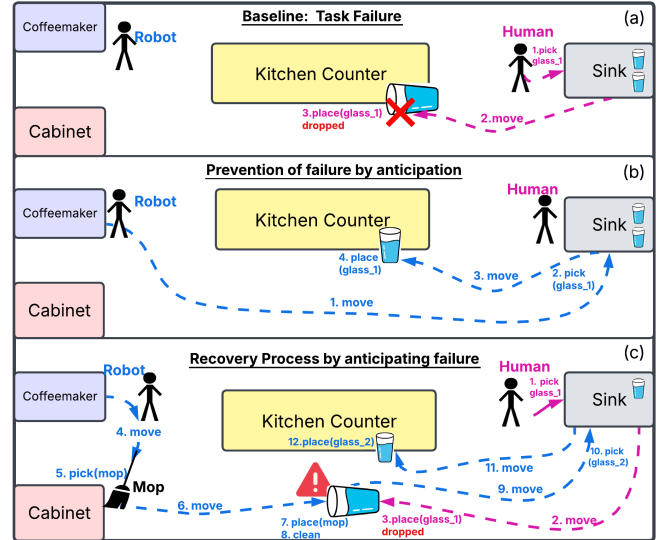 Baseline: Task Failure
(a)
Coffeemaker
Robot
Human
1.pick
glass_1
Kitchen Counter
Sink
3.place(glass_1)
dropped
2.move
Cabinet
Prevention of failure by anticipation
(b)
Coffeemaker
Robot
Human
Kitchen Counter
Sink
4. place
(glass_1)
3. move
2. pick
(glass_1)
1. move
Cabinet
Recovery Process by anticipating failure
(c)
Robot
Human
Coffeemaker
1. pick
glass_1
Sink
Kitchen Counter
4. move
12.place(glass_2)
10. pick
(glass_2)
11. move
5. pick(mop)
Mop
9. move
6. move
Cabinet
7. place(mop)
8. clean
3.place(glass_1)
dropped
2. move